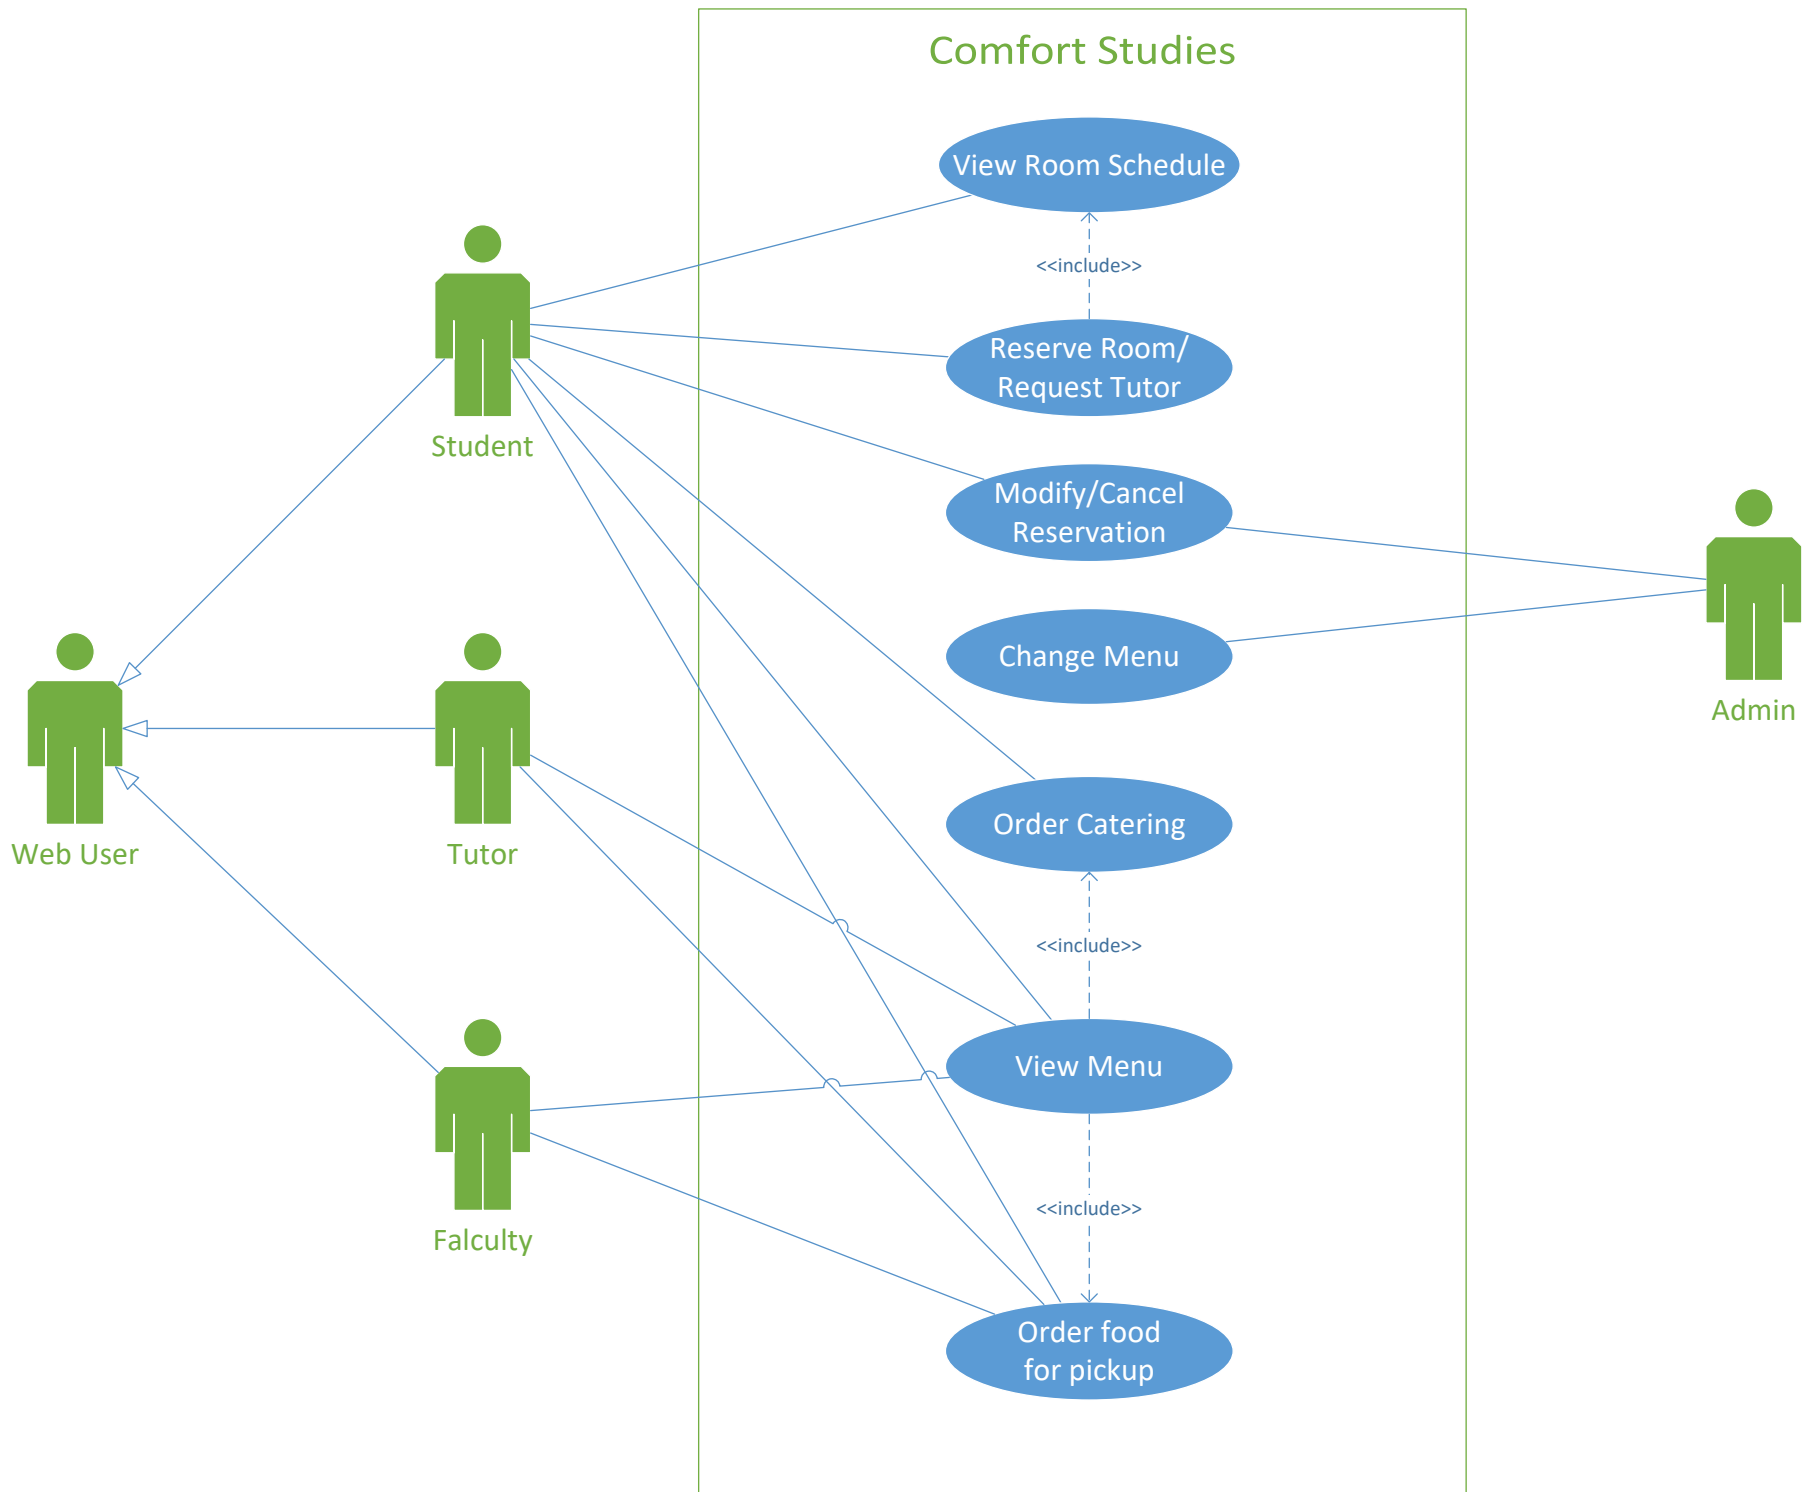 Comfort Studies
View Room Schedule
<<include>>
Reserve Room/
Request Tutor
Student
Modify/Cancel
Reservation
Change Menu
Admin
Order Catering
Web User
Tutor
<<include>>
View Menu
<<include>>
Falculty
Order food
for pickup